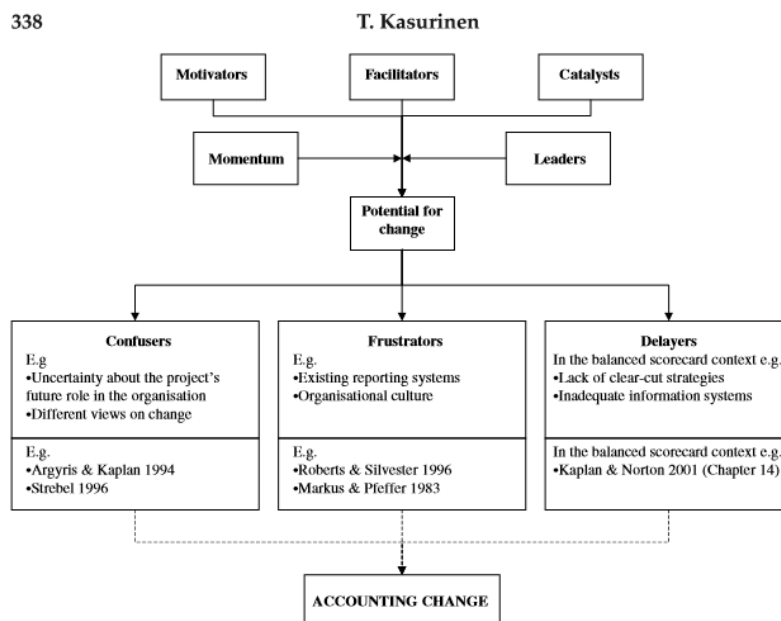 338
T. Kasurinen
Motivators
Facilitators
Catalysts
Momentum
Leaders
Potential for
change
Confusers
E.g
•Uncertainty about the project's
future role in the organisation
•Different views on change
E.g.
•Argyris & Kaplan 1994
•Strebel 1996
Frustrators
E.g.
•Existing reporting systems
•Organisational culture
E.g.
•Roberts & Silvester 1996
•Markus & Pfeffer 1983
Delayers
In the balanced scorecard context e.g.
•Lack of clear-cut strategies
•Inadequate information systems
In the balanced scorecard context e.g.
•Kaplan & Norton 2001 (Chapter 14)
ACCOUNTING CHANGE